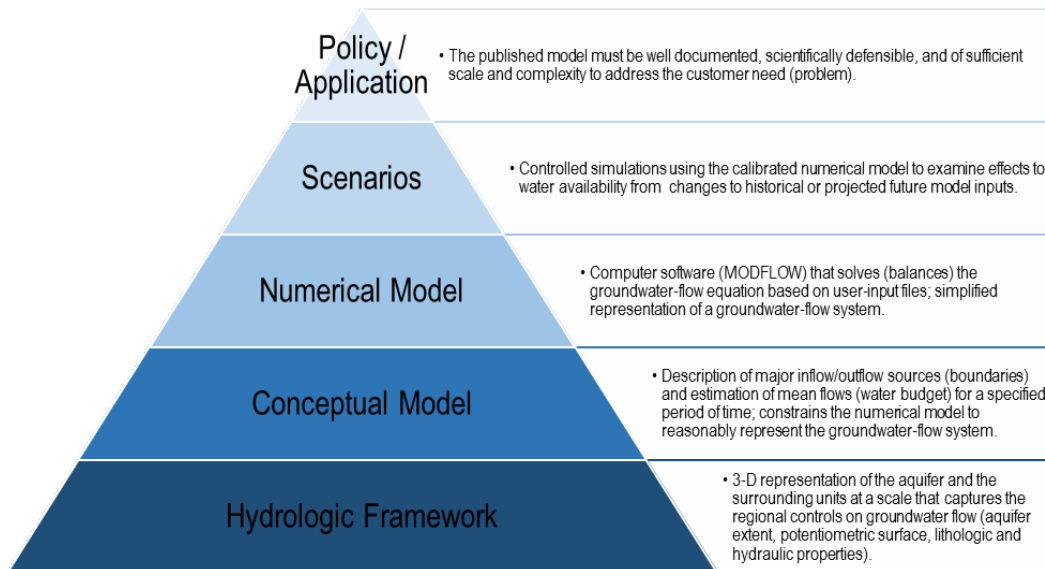 Policy /
Application
• The published model must be well documented, scientifically defensible, and of sufficient
scale and complexity to address the customer need (problem).
Scenarios
• Controlled simulations using the calibrated numerical model to examine effects to
water availability from changes to historical or projected future model inputs.
Numerical Model
• Computer software (MODFLOW) that solves (balances) the
groundwater-flow equation based on user-input files; simplified
representation of a groundwater-flow system.
Conceptual Model
• Description of major inflow/outflow sources (boundaries)
and estimation of mean flows (water budget) for a specified
period of time; constrains the numerical model to
reasonably represent the groundwater-flow system.
Hydrologic Framework
• 3-D representation of the aquifer and the
surrounding units at a scale that captures the
regional controls on groundwater flow (aquifer
extent, potentiometric surface, lithologic and
hydraulic properties).